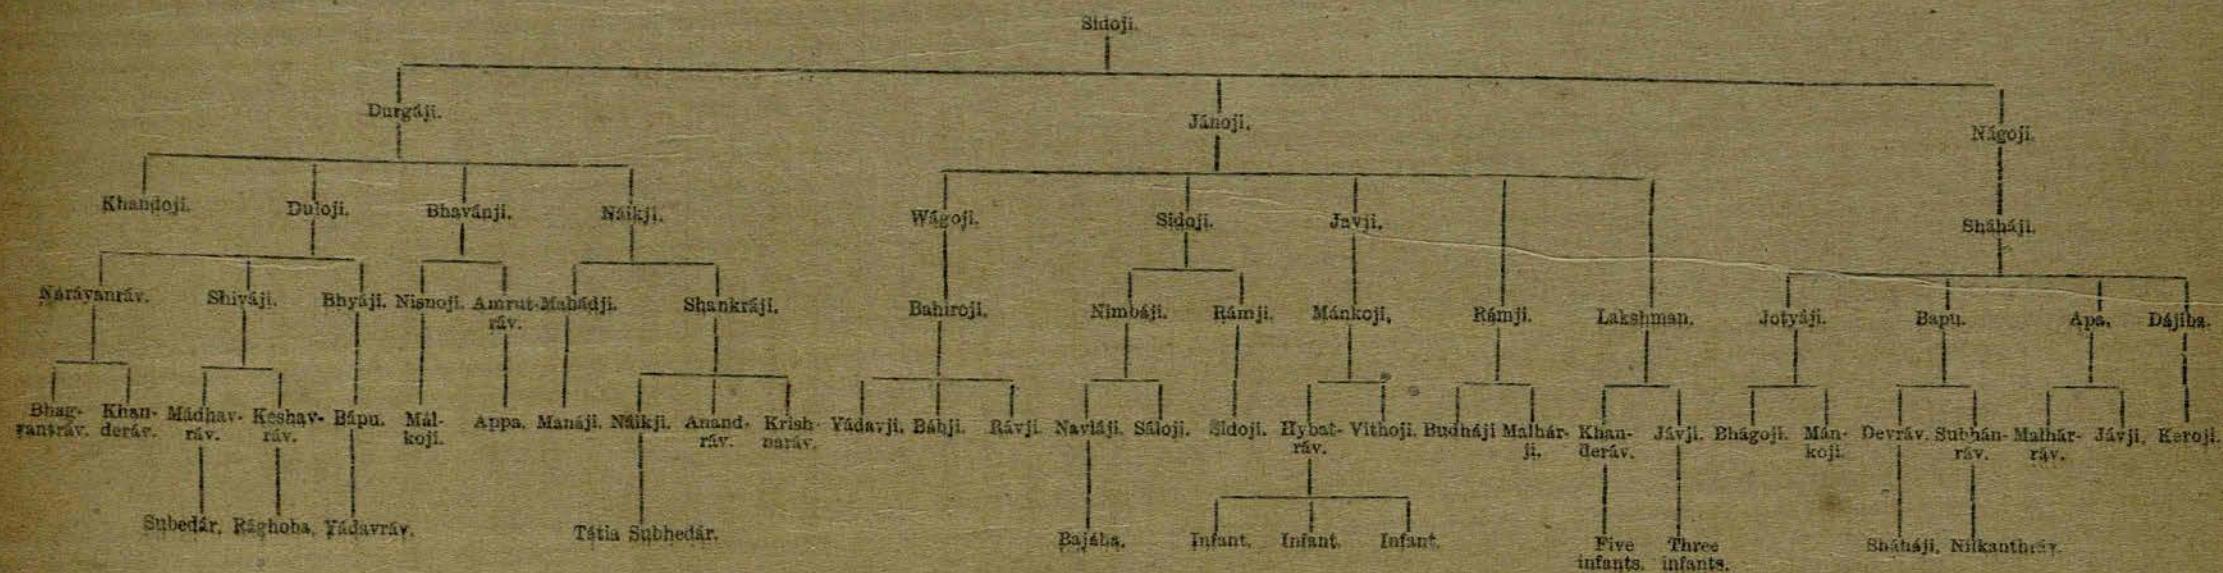 Sidoji.
Durgáji. Jánoji. Nágoji.
Khandoji. Duloji. Bhavánji. Náikji. Wágoji. Sidoji. Javji. Sháháji.
Náráyanráv. Shiváji. Bhyáji. Nisnoji. Amrut- Mahádji. Shankráji. Bahiroji. Nimbáji. Rámji. Mánkoji. Rámji. Lakshman. Jotyáji. Bapu. Apa. Dájiba.
ráv.
Bhag- Khan- Mádhav- Keshav- Bápu. Mál- Appa. Manáji. Náikji. Anand- Krish- Yádavji. Bábji. Rávji. Navláji. Sáloji. Sidoji. Hybat- Vithoji. Budháji Malhár- Khan- Jávji. Bhágoji. Mán- Devráv. Subhán- Malhár- Jávji. Keroji.
vantráv. deráv. ráv. ráv. koji. ráv. naráv. ráv. ji. deráv. koji. ráv. ráv.
Subedár. Rághoba. Yádavráv. Tátia Subhedár. Bajába. Infant. Infant. Infant. Five Three Sháháji. Nilkanthráv.
infants. infants.